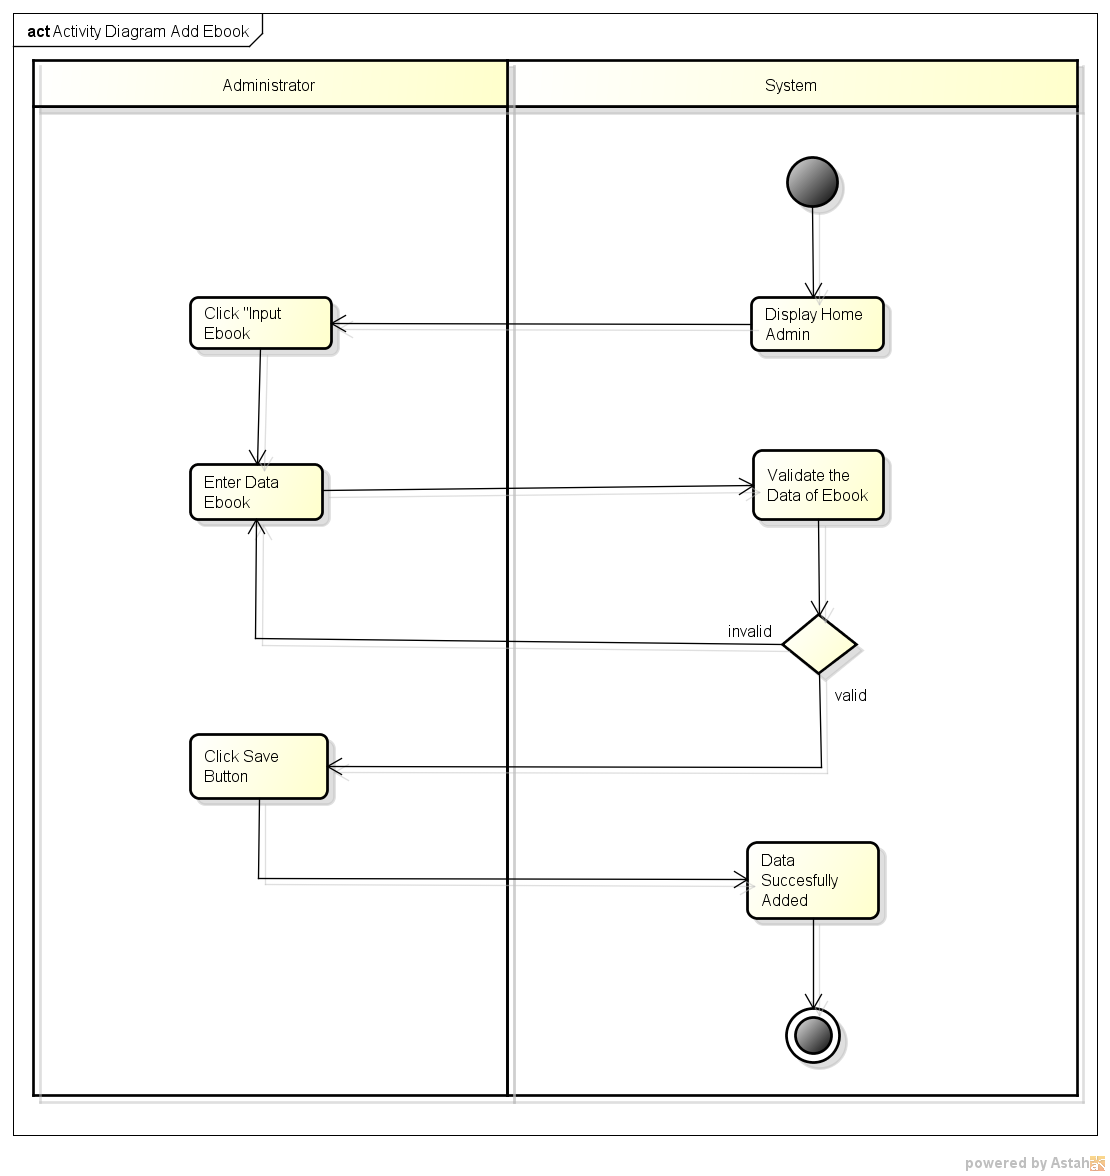 act Activity Diagram Add Ebook
Administrator
System
Click "Input
Ebook
Display Home
Admin
Enter Data
Ebook
Validate the
Data of Ebook
invalid
valid
Click Save
Button
Data
Succesfully
Added
powered by Astah